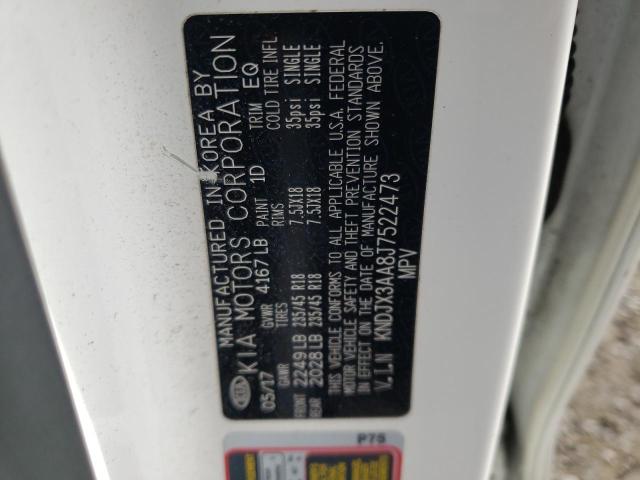 MANUFACTURED IN KOREA BY
KIA MOTORS CORPORATION
05/17 GVWR 4167LB PAINT 1D TRIM EQ
GAWR TIRES RIMS COLD TIRE INFL
FRONT 2249LB 235/45 R18 7.5JX18 35psi SINGLE
REAR 2028LB 235/45 R18 7.5JX18 35psi SINGLE
THIS VEHICLE CONFORMS TO ALL APPLICABLE U.S.A. FEDERAL
MOTOR VEHICLE SAFETY AND THEFT PREVENTION STANDARDS
IN EFFECT ON THE DATE OF MANUFACTURE SHOWN ABOVE.
V.I.N KNDJX3AA8J7522473
MPV
KIA
P75